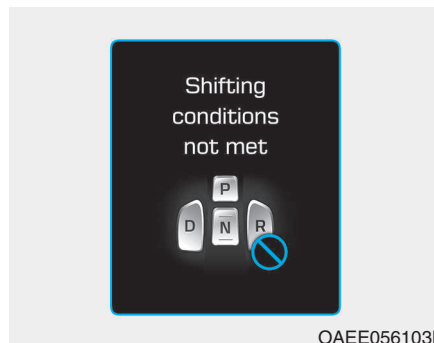 Shifting
conditions
not met
P
D N R
OAEE056103